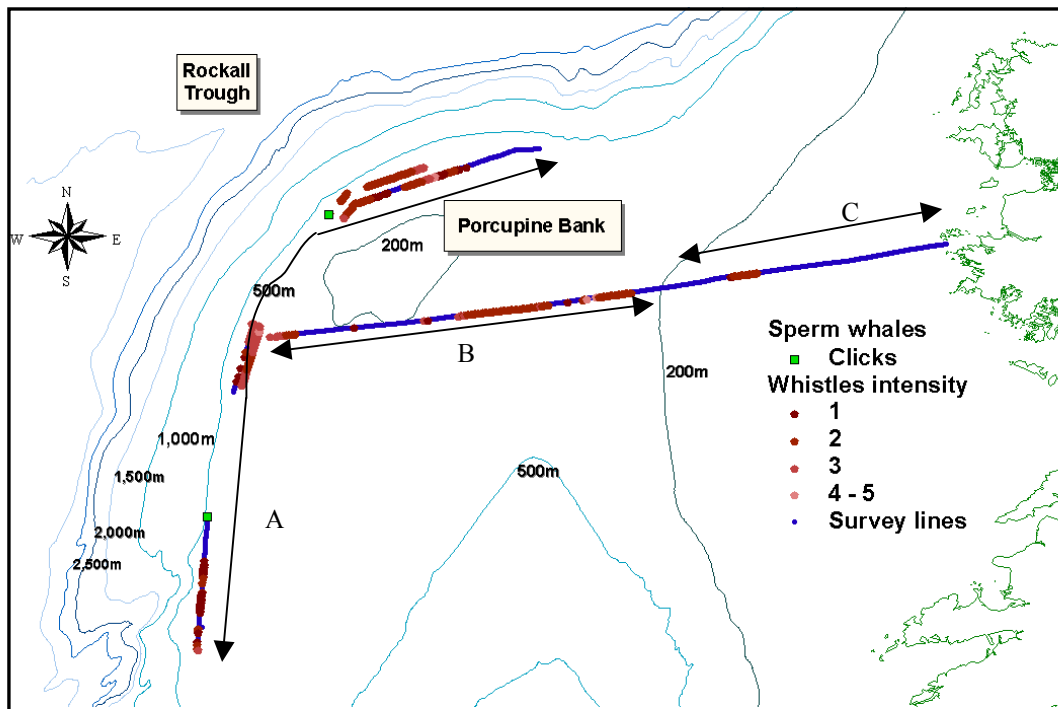 Rockall
Trough
N
W
E
S
Porcupine Bank
C
200m
500m
B
200m
Sperm whales
Clicks
Whistles intensity
1
2
3
4 - 5
Survey lines
1,000m
1,500m
500m
A
2,000m
2,500m